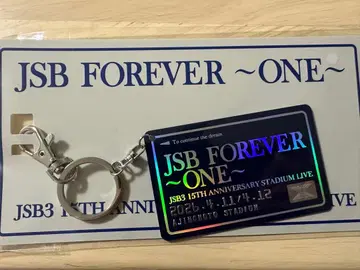 JSB FOREVER ～ONE～
To continue the dream
JSB FOREVER
～ONE～
JSB3 15TH ANNIVERSARY STADIUM LIVE
2026.4.11/4.12
AJINOMOTO STADIUM
JSB3 15TH ANNI LIVE